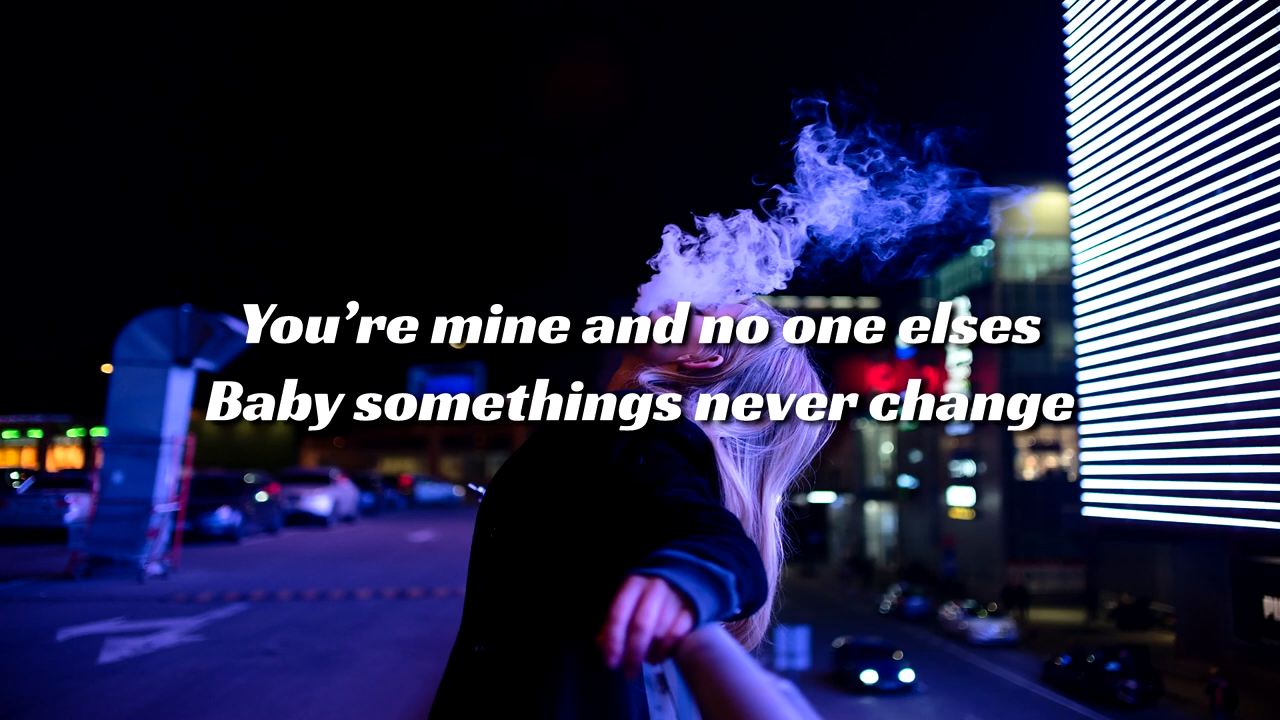 You’re mine and no one elses
Baby somethings never change